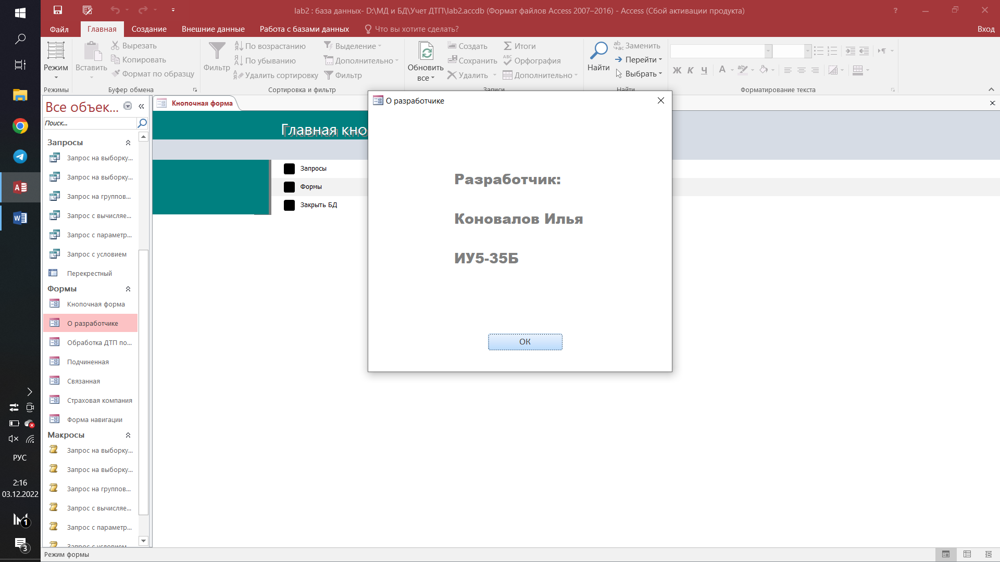 lab2 : база данных- D:\МД и БД\Учет ДТП\lab2.accdb (Формат файлов Access 2007–2016) - Access (Сбой активации продукта)
?
Файл
Главная
Создание
Внешние данные
Работа с базами данных
Что вы хотите сделать?
Вход
Режим
Режимы
Вставить
Вырезать
Копировать
Формат по образцу
Буфер обмена
Фильтр
По возрастанию
По убыванию
Удалить сортировку
Выделение
Дополнительно
Фильтр
Сортировка и фильтр
Обновить
все
Создать
Сохранить
Удалить
Итоги
Орфография
Дополнительно
Записи
Найти
Заменить
Перейти
Выбрать
Найти
Ж К Ч А
Форматирование текста
Все объек...
Поиск...
Запросы
Запрос на выборку...
Запрос на выборку...
Запрос на группов...
Запрос с вычисляе...
Запрос с параметр...
Запрос с условием
Перекрестный
Формы
Кнопочная форма
О разработчике
Обработка ДТП по...
Подчиненная
Связанная
Страховая компания
Форма навигации
Макросы
Запрос на выборку...
Запрос на выборку...
Запрос на группов...
Запрос с вычисляе...
Запрос с параметр...
Запрос с условием
Кнопочная форма
Главная кно
Запросы
Формы
Закрыть БД
О разработчике
Разработчик:
Коновалов Илья
ИУ5-35Б
ОК
РУС
2:16
03.12.2022
1
3
Режим формы